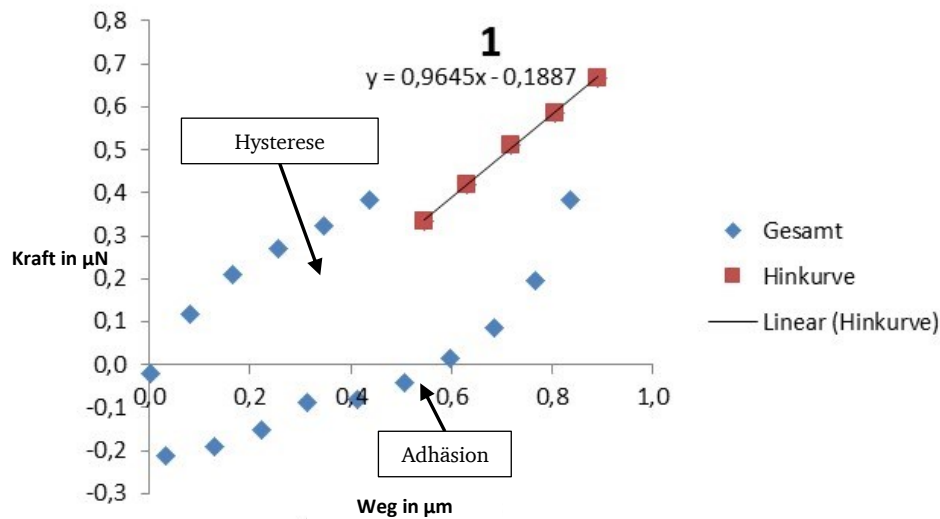 0,8
0,7
0,6
0,5
0,4
0,3
0,2
0,1
0,0
-0,1
-0,2
-0,3
Kraft in µN
1
y = 0,9645x - 0,1887
Hysterese
Adhäsion
0,0
0,2
0,4
0,6
0,8
1,0
Weg in µm
Gesamt
Hinkurve
Linear (Hinkurve)